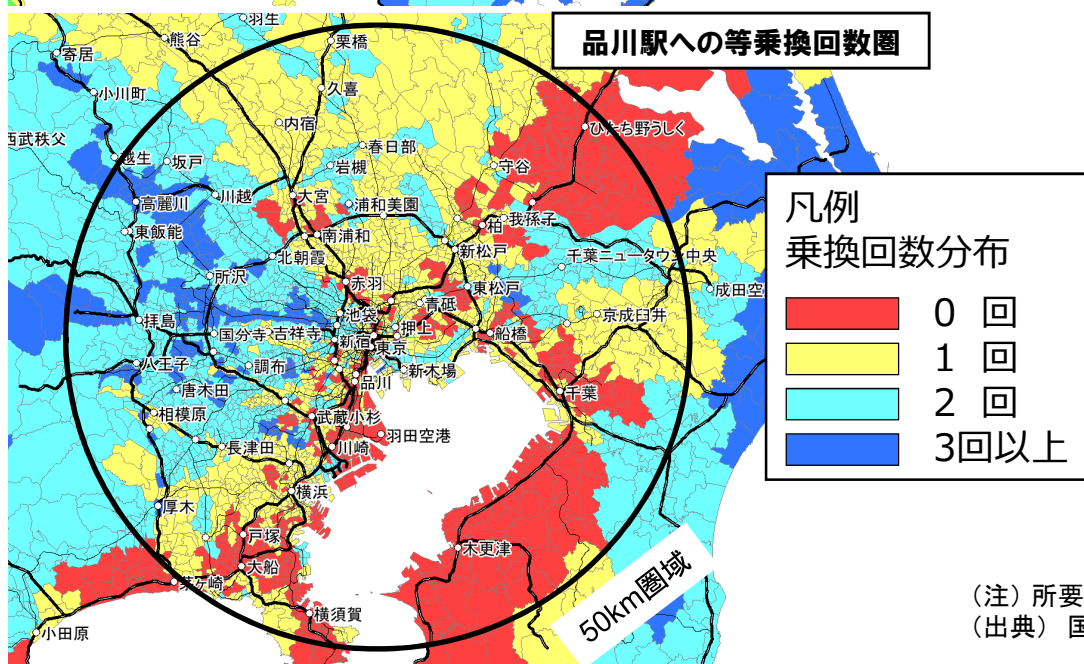 品川駅への等乗換回数圏
羽生
栗橋
熊谷
寄居
久喜
小川町
内宿
ひたち野うしく
西武秩父
春日部
越生
坂戸
岩槻
守谷
川越
大宮
高麗川
浦和美園
我孫子
柏
東飯能
南浦和
新松戸
北朝霞
千葉ニュータウン中央
所沢
赤羽
東松戸
成田空
青砥
池袋
京成臼井
拝島
押上
国分寺
吉祥寺
新宿
船橋
東京
八王子
調布
新木場
品川
唐木田
千葉
相模原
武蔵小杉
羽田空港
長津田
川崎
横浜
厚木
戸塚
木更津
大船
茅ケ崎
横須賀
小田原
50km圏域
凡例
乗換回数分布
0 回
1 回
2 回
3回以上
(注) 所要
(出典) 国